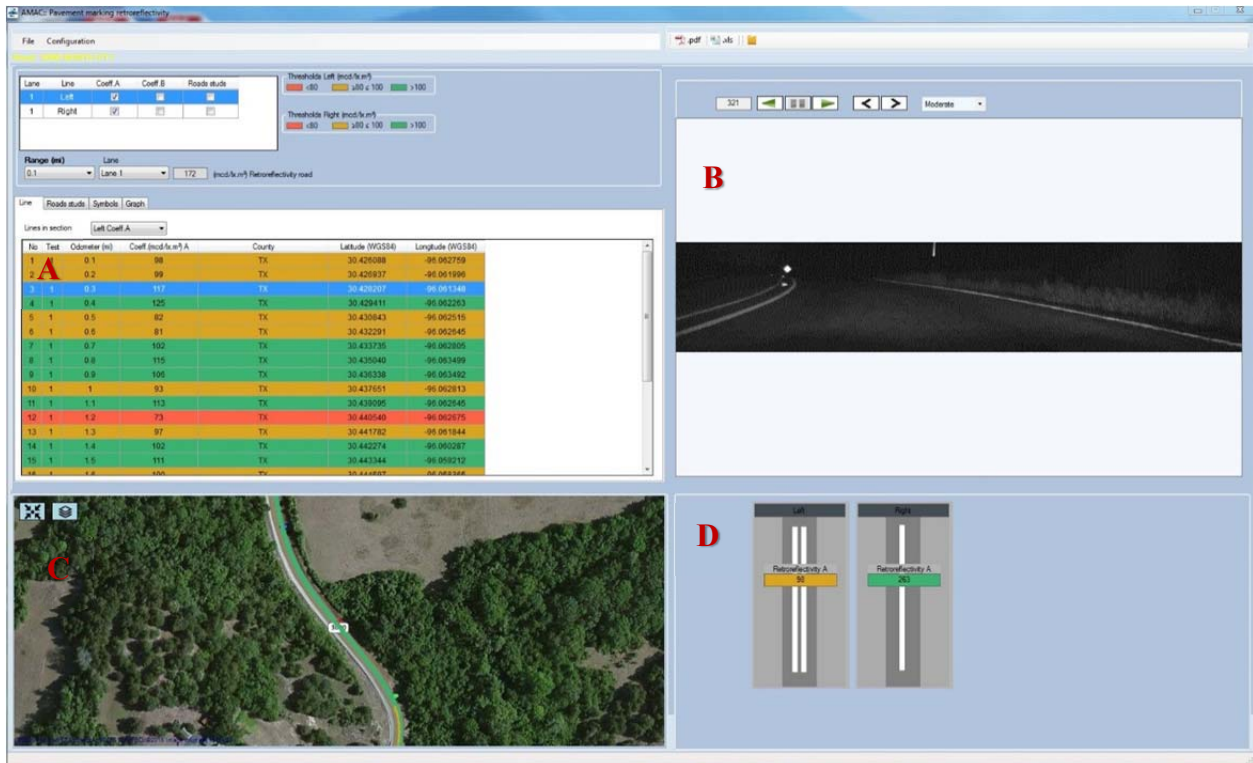 AMAC: Pavement marking retroreflectivity
File Configuration
.pdf .xls
Lane Line Coeff.A Coeff.B Roads studs
1 Left
1 Right
Thresholds Left (mcd/lx.m²)
<80 ≥80 ≤ 100 >100
Thresholds Right (mcd/lx.m²)
<80 ≥80 ≤ 100 >100
Range (mi) Lane
0.1 Lane 1 172 (mcd/lx.m²) Retroreflectivity road
321 Moderate
B
Line Roads studs Symbols Graph
Lines in section Left Coeff.A
No Test Odometer (mi) Coeff.(mcd/lx.m²) A County Latitude (WGS84) Longitude (WGS84)
1 0.1 98 TX 30.426088 -96.062759
2 0.2 99 TX 30.426937 -96.061996
A
3 1 0.3 117 TX 30.428207 -96.061348
4 1 0.4 125 TX 30.429411 -96.062263
5 1 0.5 82 TX 30.430843 -96.062515
6 1 0.6 81 TX 30.432291 -96.062645
7 1 0.7 102 TX 30.433735 -96.062805
8 1 0.8 115 TX 30.435040 -96.063499
9 1 0.9 106 TX 30.436338 -96.063492
10 1 1 93 TX 30.437651 -96.062813
11 1 1.1 113 TX 30.439095 -96.062645
12 1 1.2 73 TX 30.440540 -96.062675
13 1 1.3 97 TX 30.441782 -96.061844
14 1 1.4 102 TX 30.442274 -96.060287
15 1 1.5 111 TX 30.443344 -96.059212
C
D
Left Right
Retroreflectivity A Retroreflectivity A
98 263